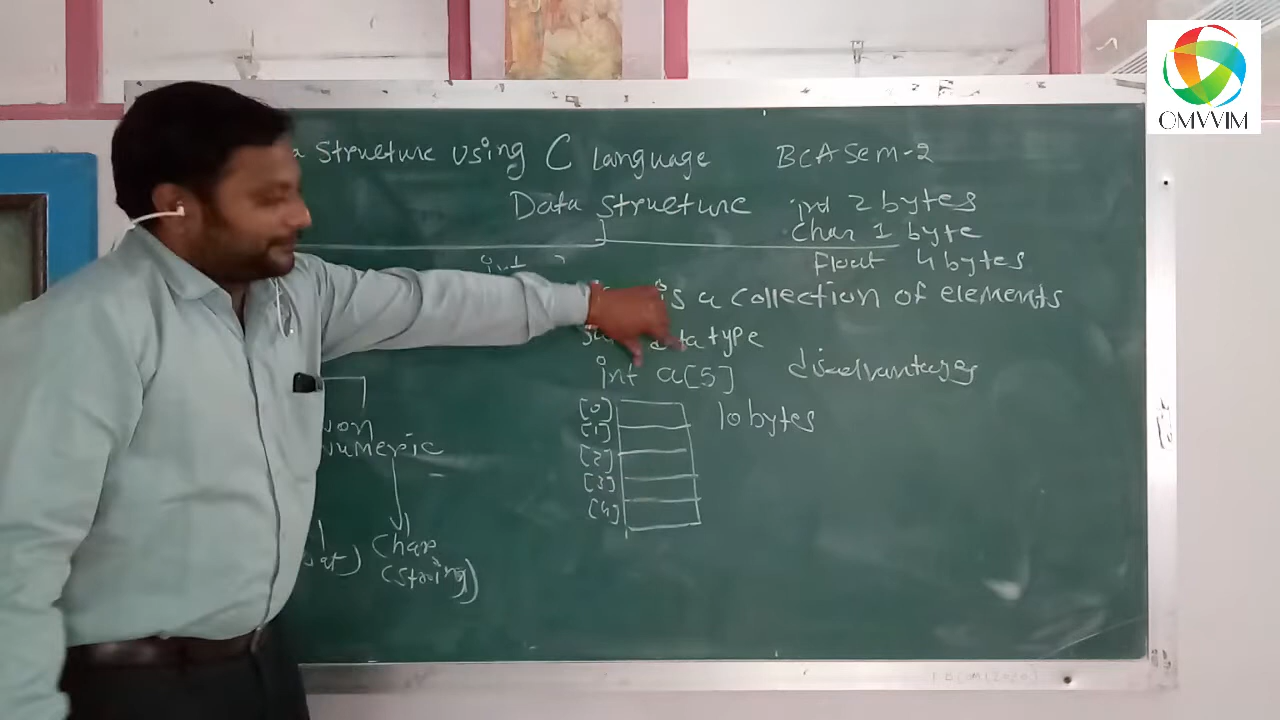 OMVVIM
Structure Using C Language BCA Sem-2
Data Structure int 2 bytes
Char 1 byte
int
float 4 bytes
is a collection of elements
data type
int a[5] disadvantages
[0] 10 bytes
[1]
[2]
[3]
[4]
Non
Numeric
Char
(String)